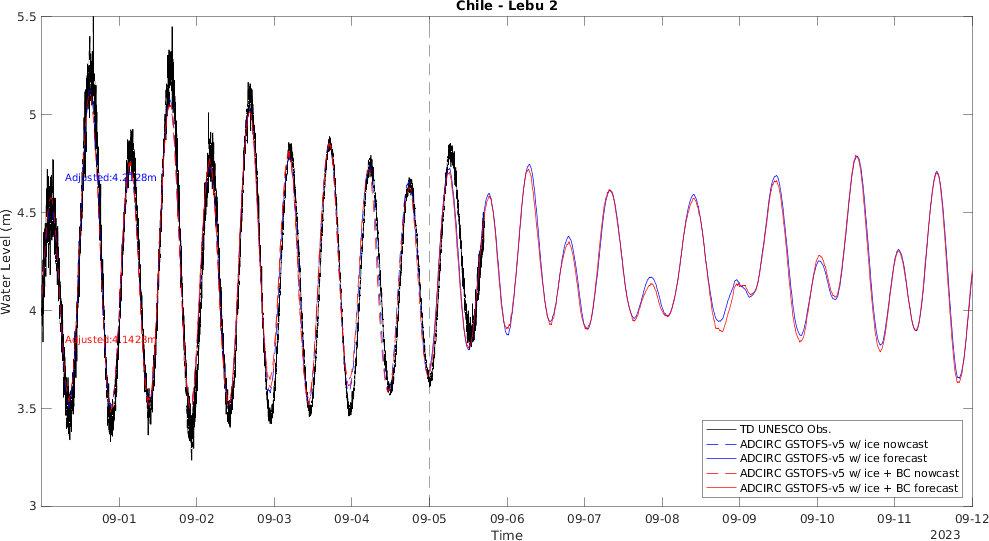 Chile - Lebu 2
5.5
5
4.5
4
3.5
3
Water Level (m)
Adjusted:4.2128m
Adjusted:4.1428m
TD UNESCO Obs.
ADCIRC GSTOFS-v5 w/ ice nowcast
ADCIRC GSTOFS-v5 w/ ice forecast
ADCIRC GSTOFS-v5 w/ ice + BC nowcast
ADCIRC GSTOFS-v5 w/ ice + BC forecast
09-01 09-02 09-03 09-04 09-05 09-06 09-07 09-08 09-09 09-10 09-11 09-12
Time
2023